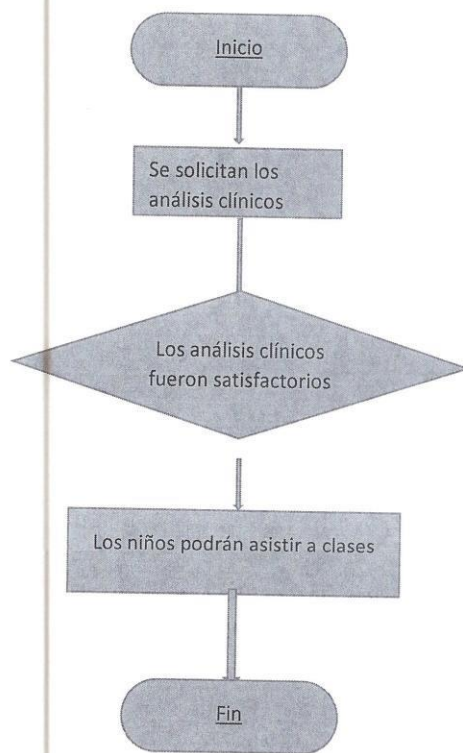 Inicio
Se solicitan los
análisis clínicos
Los análisis clínicos
fueron satisfactorios
Los niños podrán asistir a clases
Fin